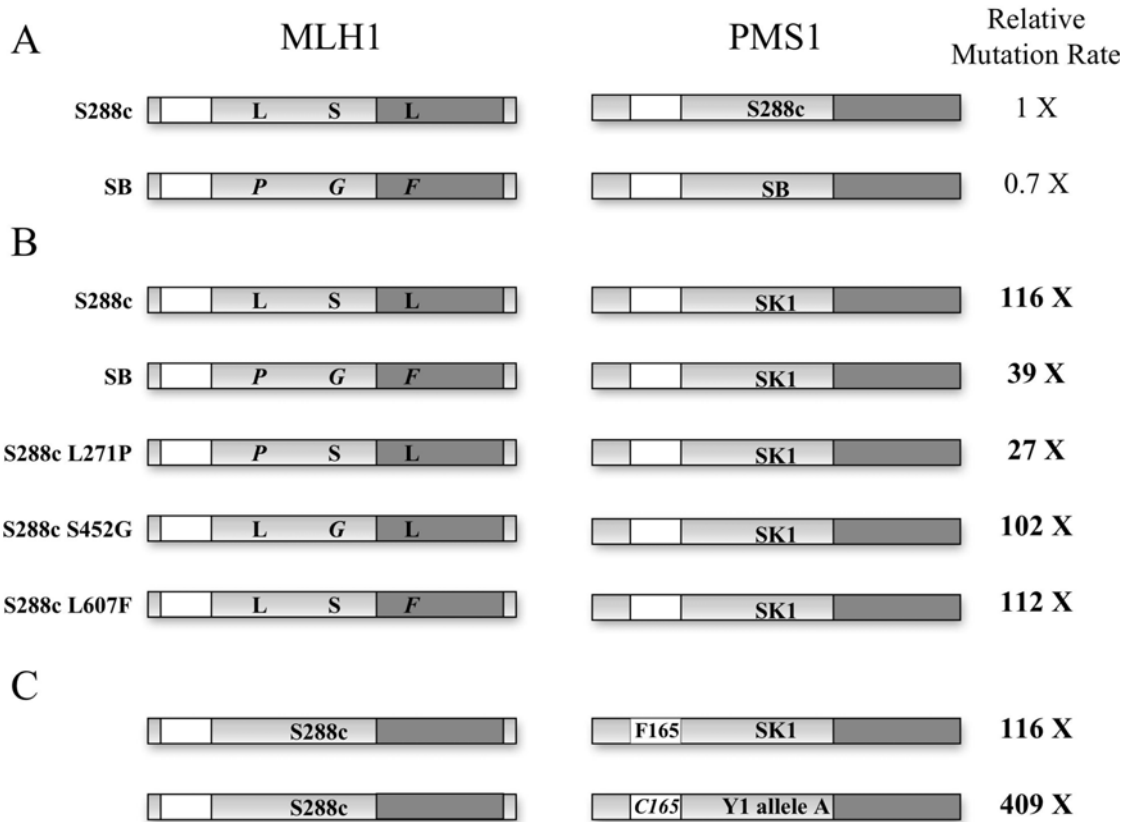 A MLH1 PMS1 Relative
Mutation Rate
S288c L S L S288c 1 X
SB P G F SB 0.7 X
B
S288c L S L SK1 116 X
SB P G F SK1 39 X
S288c L271P P S L SK1 27 X
S288c S452G L G L SK1 102 X
S288c L607F L S F SK1 112 X
C
S288c F165 SK1 116 X
S288c C165 Y1 allele A 409 X